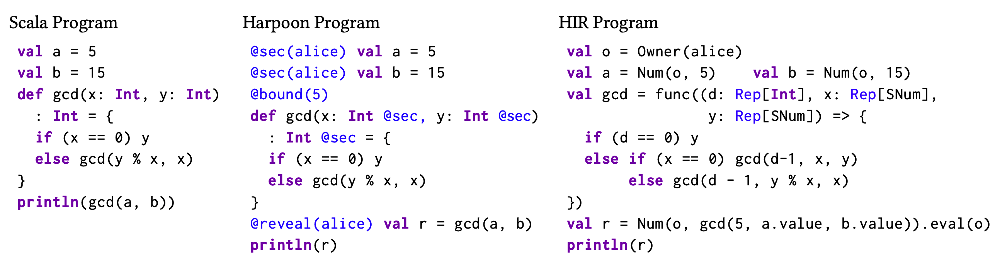 Scala Program
val a = 5
val b = 15
def gcd(x: Int, y: Int)
  : Int = {
  if (x == 0) y
  else gcd(y % x, x)
}
println(gcd(a, b))
Harpoon Program
@sec(alice) val a = 5
@sec(alice) val b = 15
@bound(5)
def gcd(x: Int @sec, y: Int @sec)
  : Int @sec = {
  if (x == 0) y
  else gcd(y % x, x)
}
@reveal(alice) val r = gcd(a, b)
println(r)
HIR Program
val o = Owner(alice)
val a = Num(o, 5)    val b = Num(o, 15)
val gcd = func((d: Rep[Int], x: Rep[SNum],
                y: Rep[SNum]) => {
  if (d == 0) y
  else if (x == 0) gcd(d-1, x, y)
       else gcd(d - 1, y % x, x)
})
val r = Num(o, gcd(5, a.value, b.value)).eval(o)
println(r)